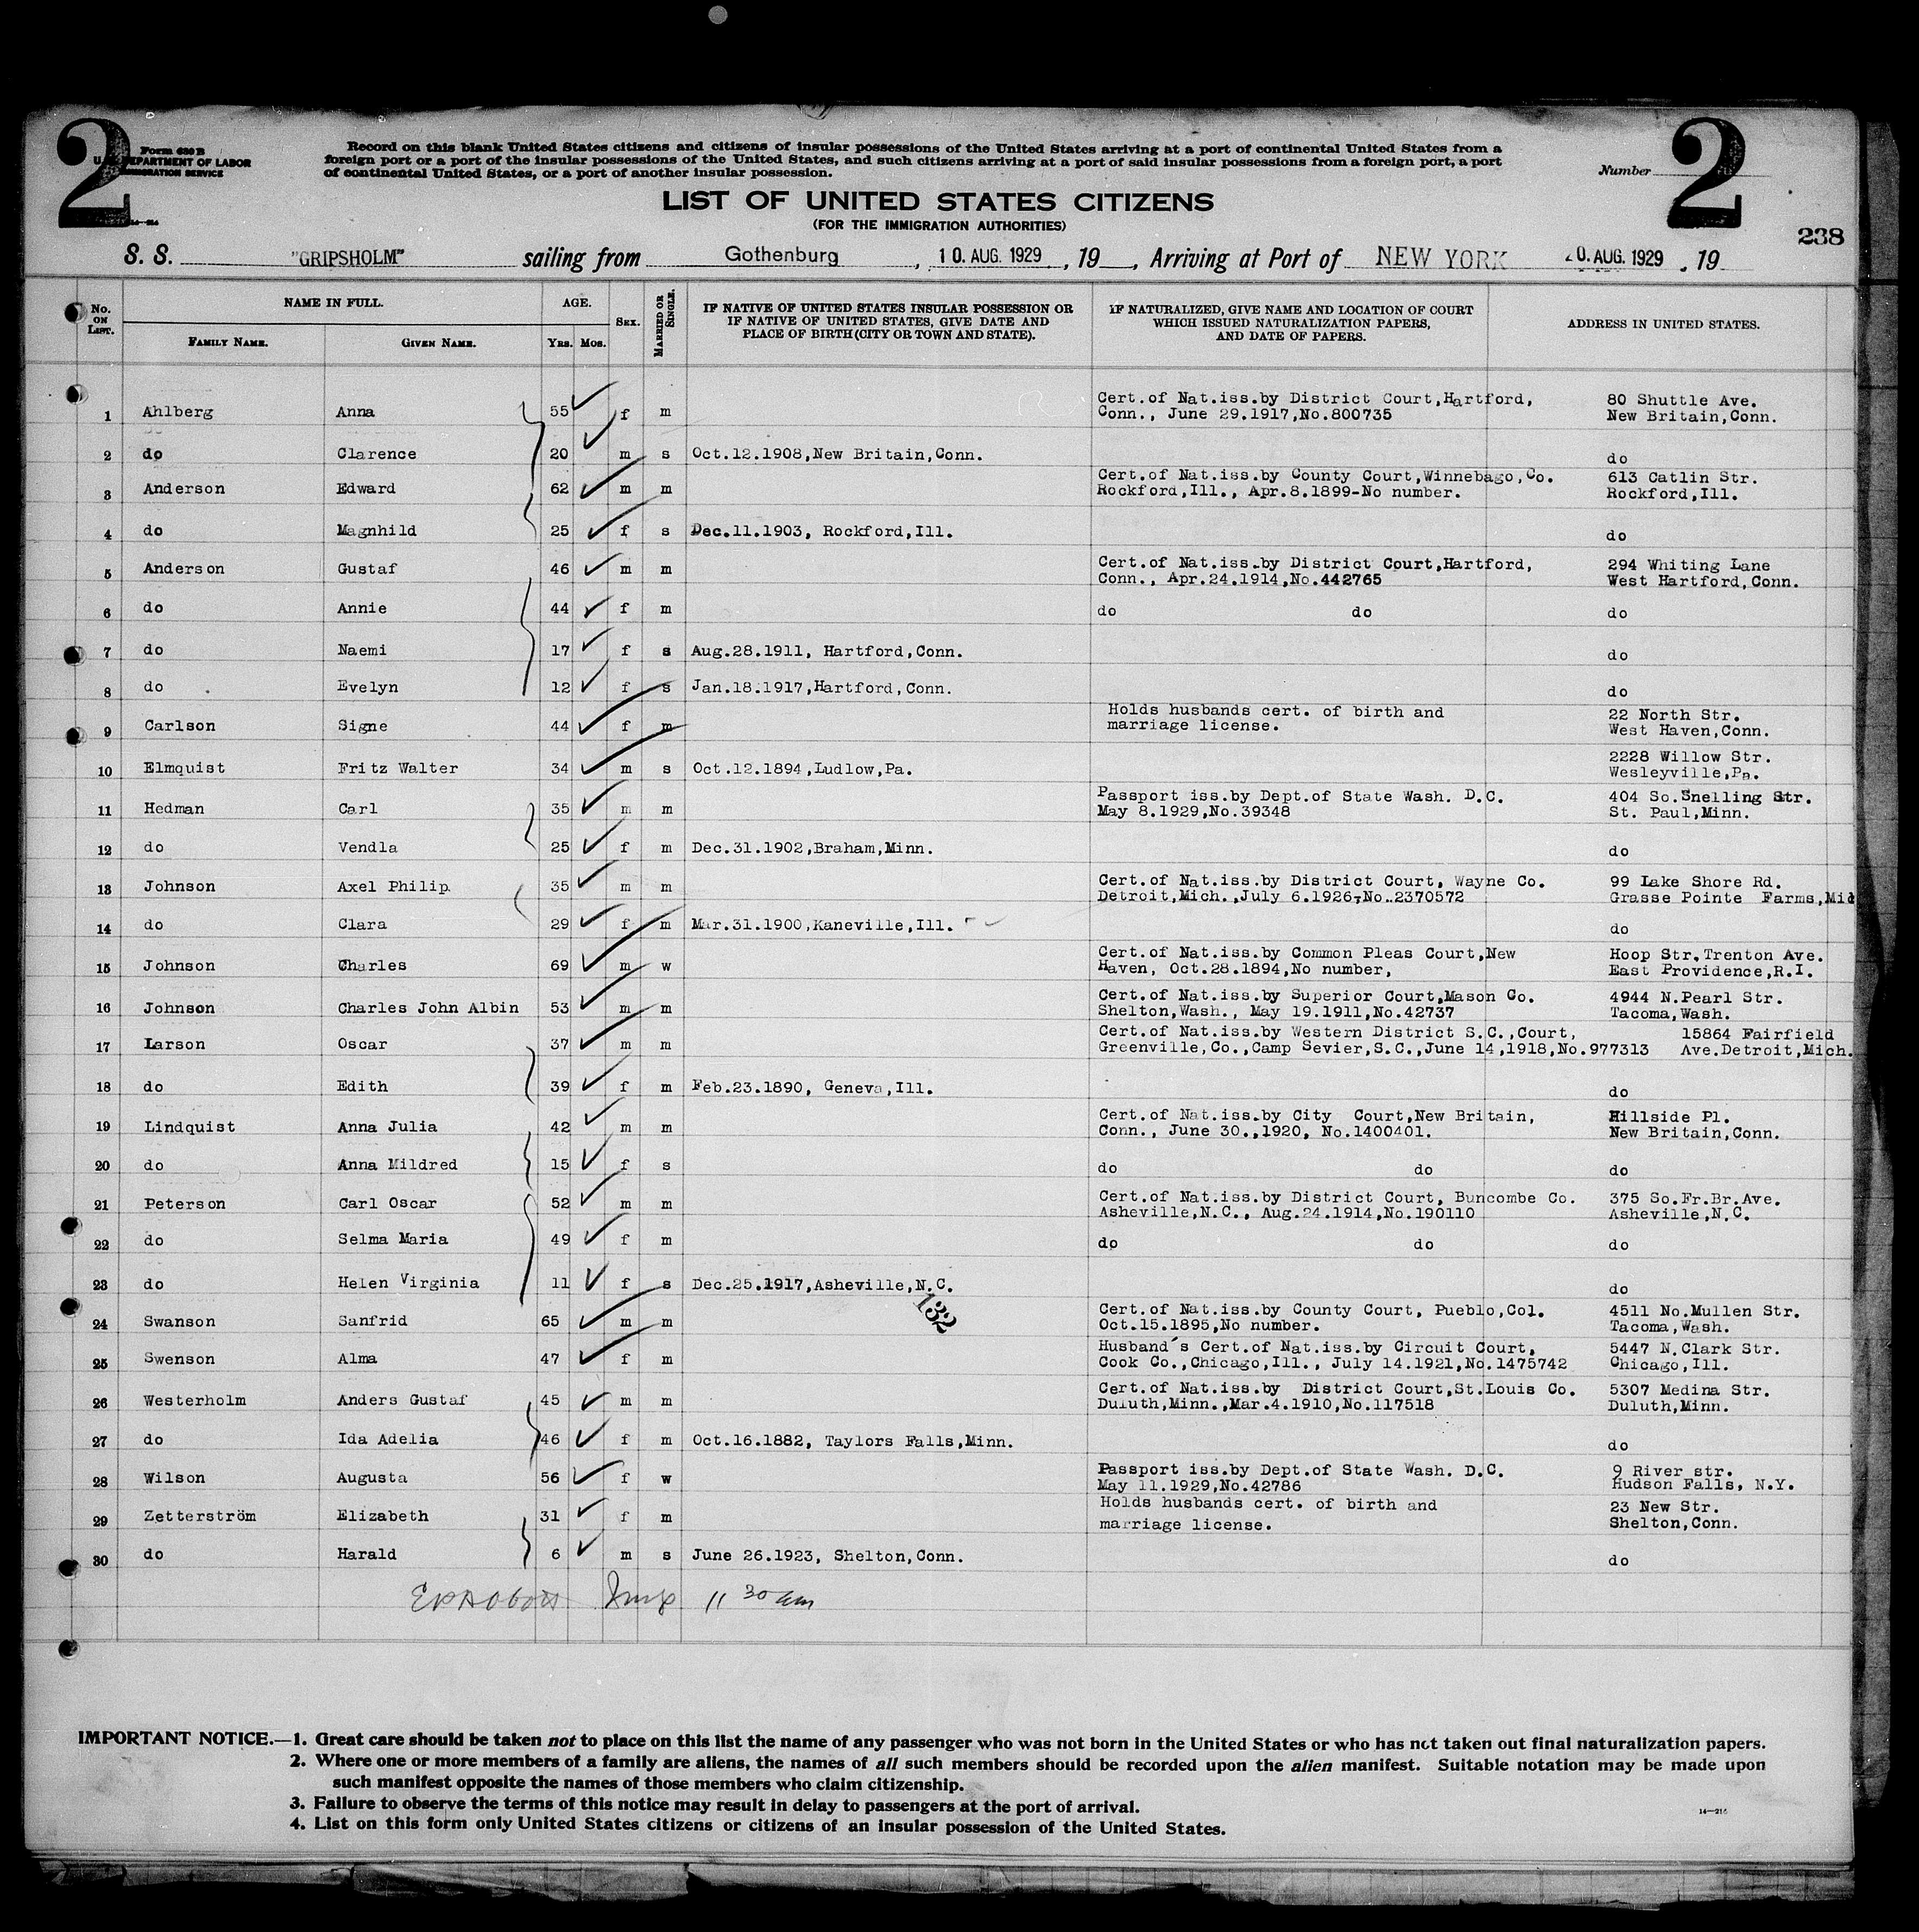 2
2
Form 630 B
U. S. DEPARTMENT OF LABOR
IMMIGRATION SERVICE
Record on this blank United States citizens and citizens of insular possessions of the United States arriving at a port of continental United States from a
foreign port or a port of the insular possessions of the United States, and such citizens arriving at a port of said insular possessions from a foreign port, a port
of continental United States, or a port of another insular possession.
Number
LIST OF UNITED STATES CITIZENS
(FOR THE IMMIGRATION AUTHORITIES)
238
S. S. "GRIPSHOLM" sailing from Gothenburg, 10. AUG. 1929, 19 , Arriving at Port of NEW YORK 20. AUG. 1929 , 19
No. ON LIST. NAME IN FULL. AGE. SEX. MARRIED OR SINGLE. IF NATIVE OF UNITED STATES INSULAR POSSESSION OR IF NATIVE OF UNITED STATES, GIVE DATE AND PLACE OF BIRTH (CITY OR TOWN AND STATE). IF NATURALIZED, GIVE NAME AND LOCATION OF COURT WHICH ISSUED NATURALIZATION PAPERS, AND DATE OF PAPERS. ADDRESS IN UNITED STATES.
FAMILY NAME. GIVEN NAME. YRS. MOS.
1 Ahlberg Anna 55 f m Cert.of Nat.iss.by District Court,Hartford, 80 Shuttle Ave.
Conn., June 29.1917,No.800735 New Britain,Conn.
2 do Clarence 20 m s Oct.12.1908,New Britain,Conn. do
3 Anderson Edward 62 m m Cert.of Nat.iss.by County Court,Winnebago,Co. 613 Catlin Str.
Rockford,Ill., Apr.8.1899-No number. Rockford,Ill.
4 do Magnhild 25 f s Dec.11.1903, Rockford,Ill. do
5 Anderson Gustaf 46 m m Cert.of Nat.iss.by District Court,Hartford, 294 Whiting Lane
Conn., Apr.24.1914,No.442765 West Hartford,Conn.
6 do Annie 44 f m do do do
7 do Naemi 17 f s Aug.28.1911, Hartford,Conn. do
8 do Evelyn 12 f s Jan.18.1917,Hartford,Conn. do
9 Carlson Signe 44 f m Holds husbands cert. of birth and 22 North Str.
marriage license. West Haven,Conn.
10 Elmquist Fritz Walter 34 m s Oct.12.1894,Ludlow,Pa. 2228 Willow Str.
Wesleyville,Pa.
11 Hedman Carl 35 m m Passport iss.by Dept.of State Wash. D.C. 404 So.Snelling Str.
May 8.1929,No.39348 St. Paul,Minn.
12 do Vendla 25 f m Dec.31.1902,Braham,Minn. do
13 Johnson Axel Philip 35 m m Cert.of Nat.iss.by District Court, Wayne Co. 99 Lake Shore Rd.
Detroit,Mich.,July 6.1926,No.2370572 Grasse Pointe Farms,Mic
14 do Clara 29 f m Mar.31.1900,Kaneville,Ill. do
15 Johnson Charles 69 m w Cert.of Nat.iss.by Common Pleas Court,New Hoop Str.Trenton Ave.
Haven, Oct.28.1894,No number, East Providence,R.I.
16 Johnson Charles John Albin 53 m m Cert.of Nat.iss.by Superior Court,Mason Co. 4944 N.Pearl Str.
Shelton,Wash., May 19.1911,No.42737 Tacoma,Wash.
17 Larson Oscar 37 m m Cert.of Nat.iss.by Western District S.C.,Court, 15864 Fairfield
Greenville,Co.,Camp Sevier,S.C.,June 14,1918,No.977313 Ave.Detroit,Mich.
18 do Edith 39 f m Feb.23.1890, Geneva,Ill. do
19 Lindquist Anna Julia 42 m m Cert.of Nat.iss.by City Court,New Britain, Hillside Pl.
Conn., June 30.,1920, No.1400401. New Britain,Conn.
20 do Anna Mildred 15 f s do do do
21 Peterson Carl Oscar 52 m m Cert.of Nat.iss.by District Court, Buncombe Co. 375 So.Fr.Br.Ave.
Asheville,N.C., Aug.24.1914,No.190110 Asheville,N.C.
22 do Selma Maria 49 f m do do do
23 do Helen Virginia 11 f s Dec.25.1917,Asheville,N.C. do
132
24 Swanson Sanfrid 65 m m Cert.of Nat.iss.by County Court, Pueblo,Col. 4511 No.Mullen Str.
Oct.15.1895,No number. Tacoma,Wash.
25 Swenson Alma 47 f m Husband's Cert.of Nat.iss.by Circuit Court, 5447 N.Clark Str.
Cook Co.,Chicago,Ill., July 14.1921,No.1475742 Chicago,Ill.
26 Westerholm Anders Gustaf 45 m m Cert.of Nat.iss.by District Court,St.Louis Co. 5307 Medina Str.
Duluth,Minn.,Mar.4.1910,No.117518 Duluth,Minn.
27 do Ida Adelia 46 f m Oct.16.1882, Taylors Falls,Minn. do
28 Wilson Augusta 56 f w Passport iss.by Dept.of State Wash. D.C. 9 River str.
May 11.1929,No.42786 Hudson Falls, N.Y.
29 Zetterström Elizabeth 31 f m Holds husbands cert. of birth and 23 New Str.
marriage license. Shelton,Conn.
30 do Harald 6 m s June 26.1923, Shelton,Conn. do
11 30 am
IMPORTANT NOTICE.—1. Great care should be taken not to place on this list the name of any passenger who was not born in the United States or who has not taken out final naturalization papers.
2. Where one or more members of a family are aliens, the names of all such members should be recorded upon the alien manifest. Suitable notation may be made upon
such manifest opposite the names of those members who claim citizenship.
3. Failure to observe the terms of this notice may result in delay to passengers at the port of arrival.
4. List on this form only United States citizens or citizens of an insular possession of the United States.